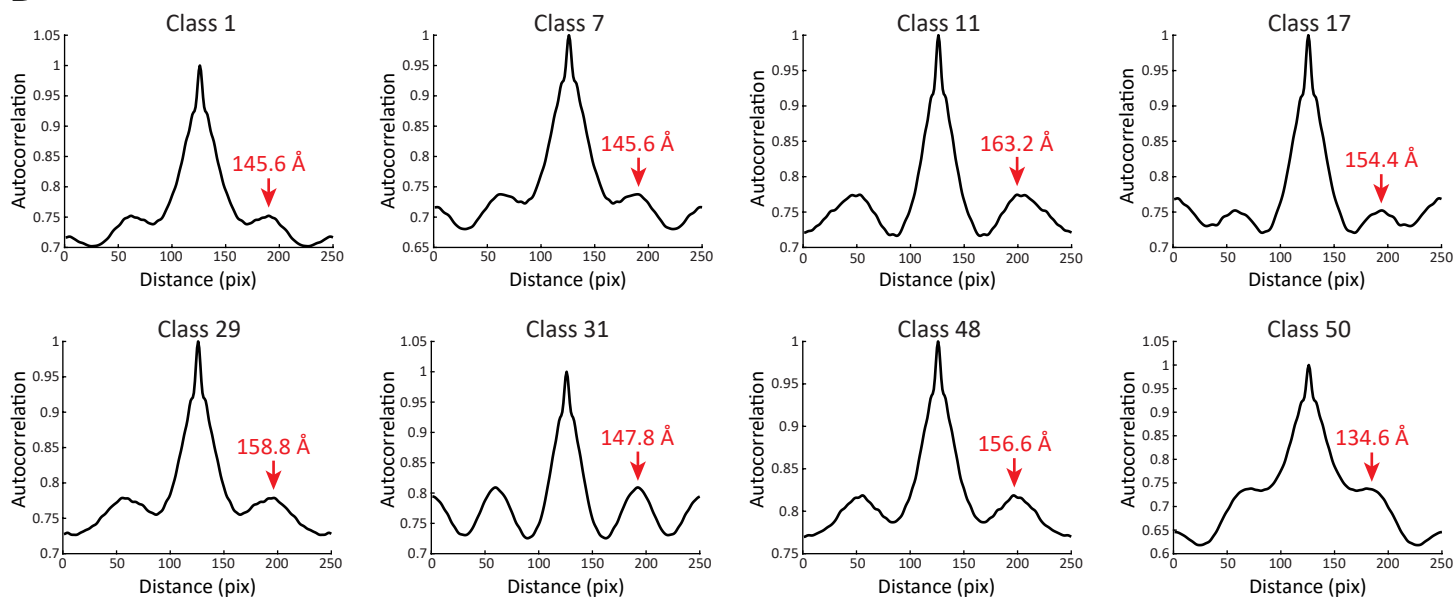 Class 1
Autocorrelation
1.05
1
0.95
0.9
0.85
0.8
0.75
0.7
145.6 Å
0 50 100 150 200 250
Distance (pix)
Class 7
Autocorrelation
1
0.95
0.9
0.85
0.8
0.75
0.7
0.65
145.6 Å
0 50 100 150 200 250
Distance (pix)
Class 11
Autocorrelation
1
0.95
0.9
0.85
0.8
0.75
0.7
163.2 Å
0 50 100 150 200 250
Distance (pix)
Class 17
Autocorrelation
1
0.95
0.9
0.85
0.8
0.75
0.7
154.4 Å
0 50 100 150 200 250
Distance (pix)
Class 29
Autocorrelation
1
0.95
0.9
0.85
0.8
0.75
0.7
158.8 Å
0 50 100 150 200 250
Distance (pix)
Class 31
Autocorrelation
1.05
1
0.95
0.9
0.85
0.8
0.75
0.7
147.8 Å
0 50 100 150 200 250
Distance (pix)
Class 48
Autocorrelation
1
0.95
0.9
0.85
0.8
0.75
156.6 Å
0 50 100 150 200 250
Distance (pix)
Class 50
Autocorrelation
1.05
1
0.95
0.9
0.85
0.8
0.75
0.7
0.65
0.6
134.6 Å
0 50 100 150 200 250
Distance (pix)